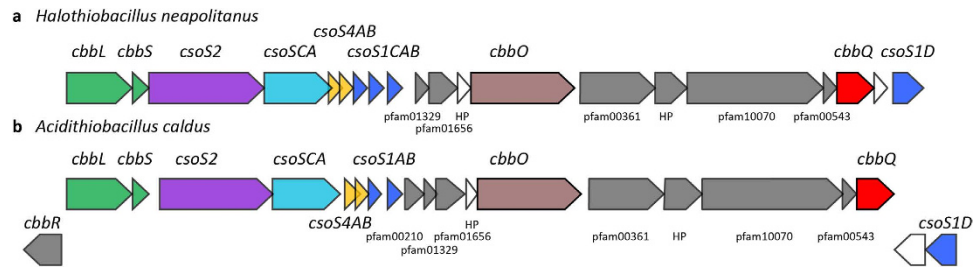 a Halothiobacillus neapolitanus
csoS4AB
cbbL cbbS csoS2 csoSCA csoS1CAB cbbO cbbQ csoS1D
pfam01329 HP pfam00361 HP pfam10070 pfam00543
pfam01656
b Acidithiobacillus caldus
cbbL cbbS csoS2 csoSCA csoS1AB cbbO cbbQ
cbbR csoS4AB HP csoS1D
pfam00210 pfam01656 pfam00361 HP pfam10070 pfam00543
pfam01329